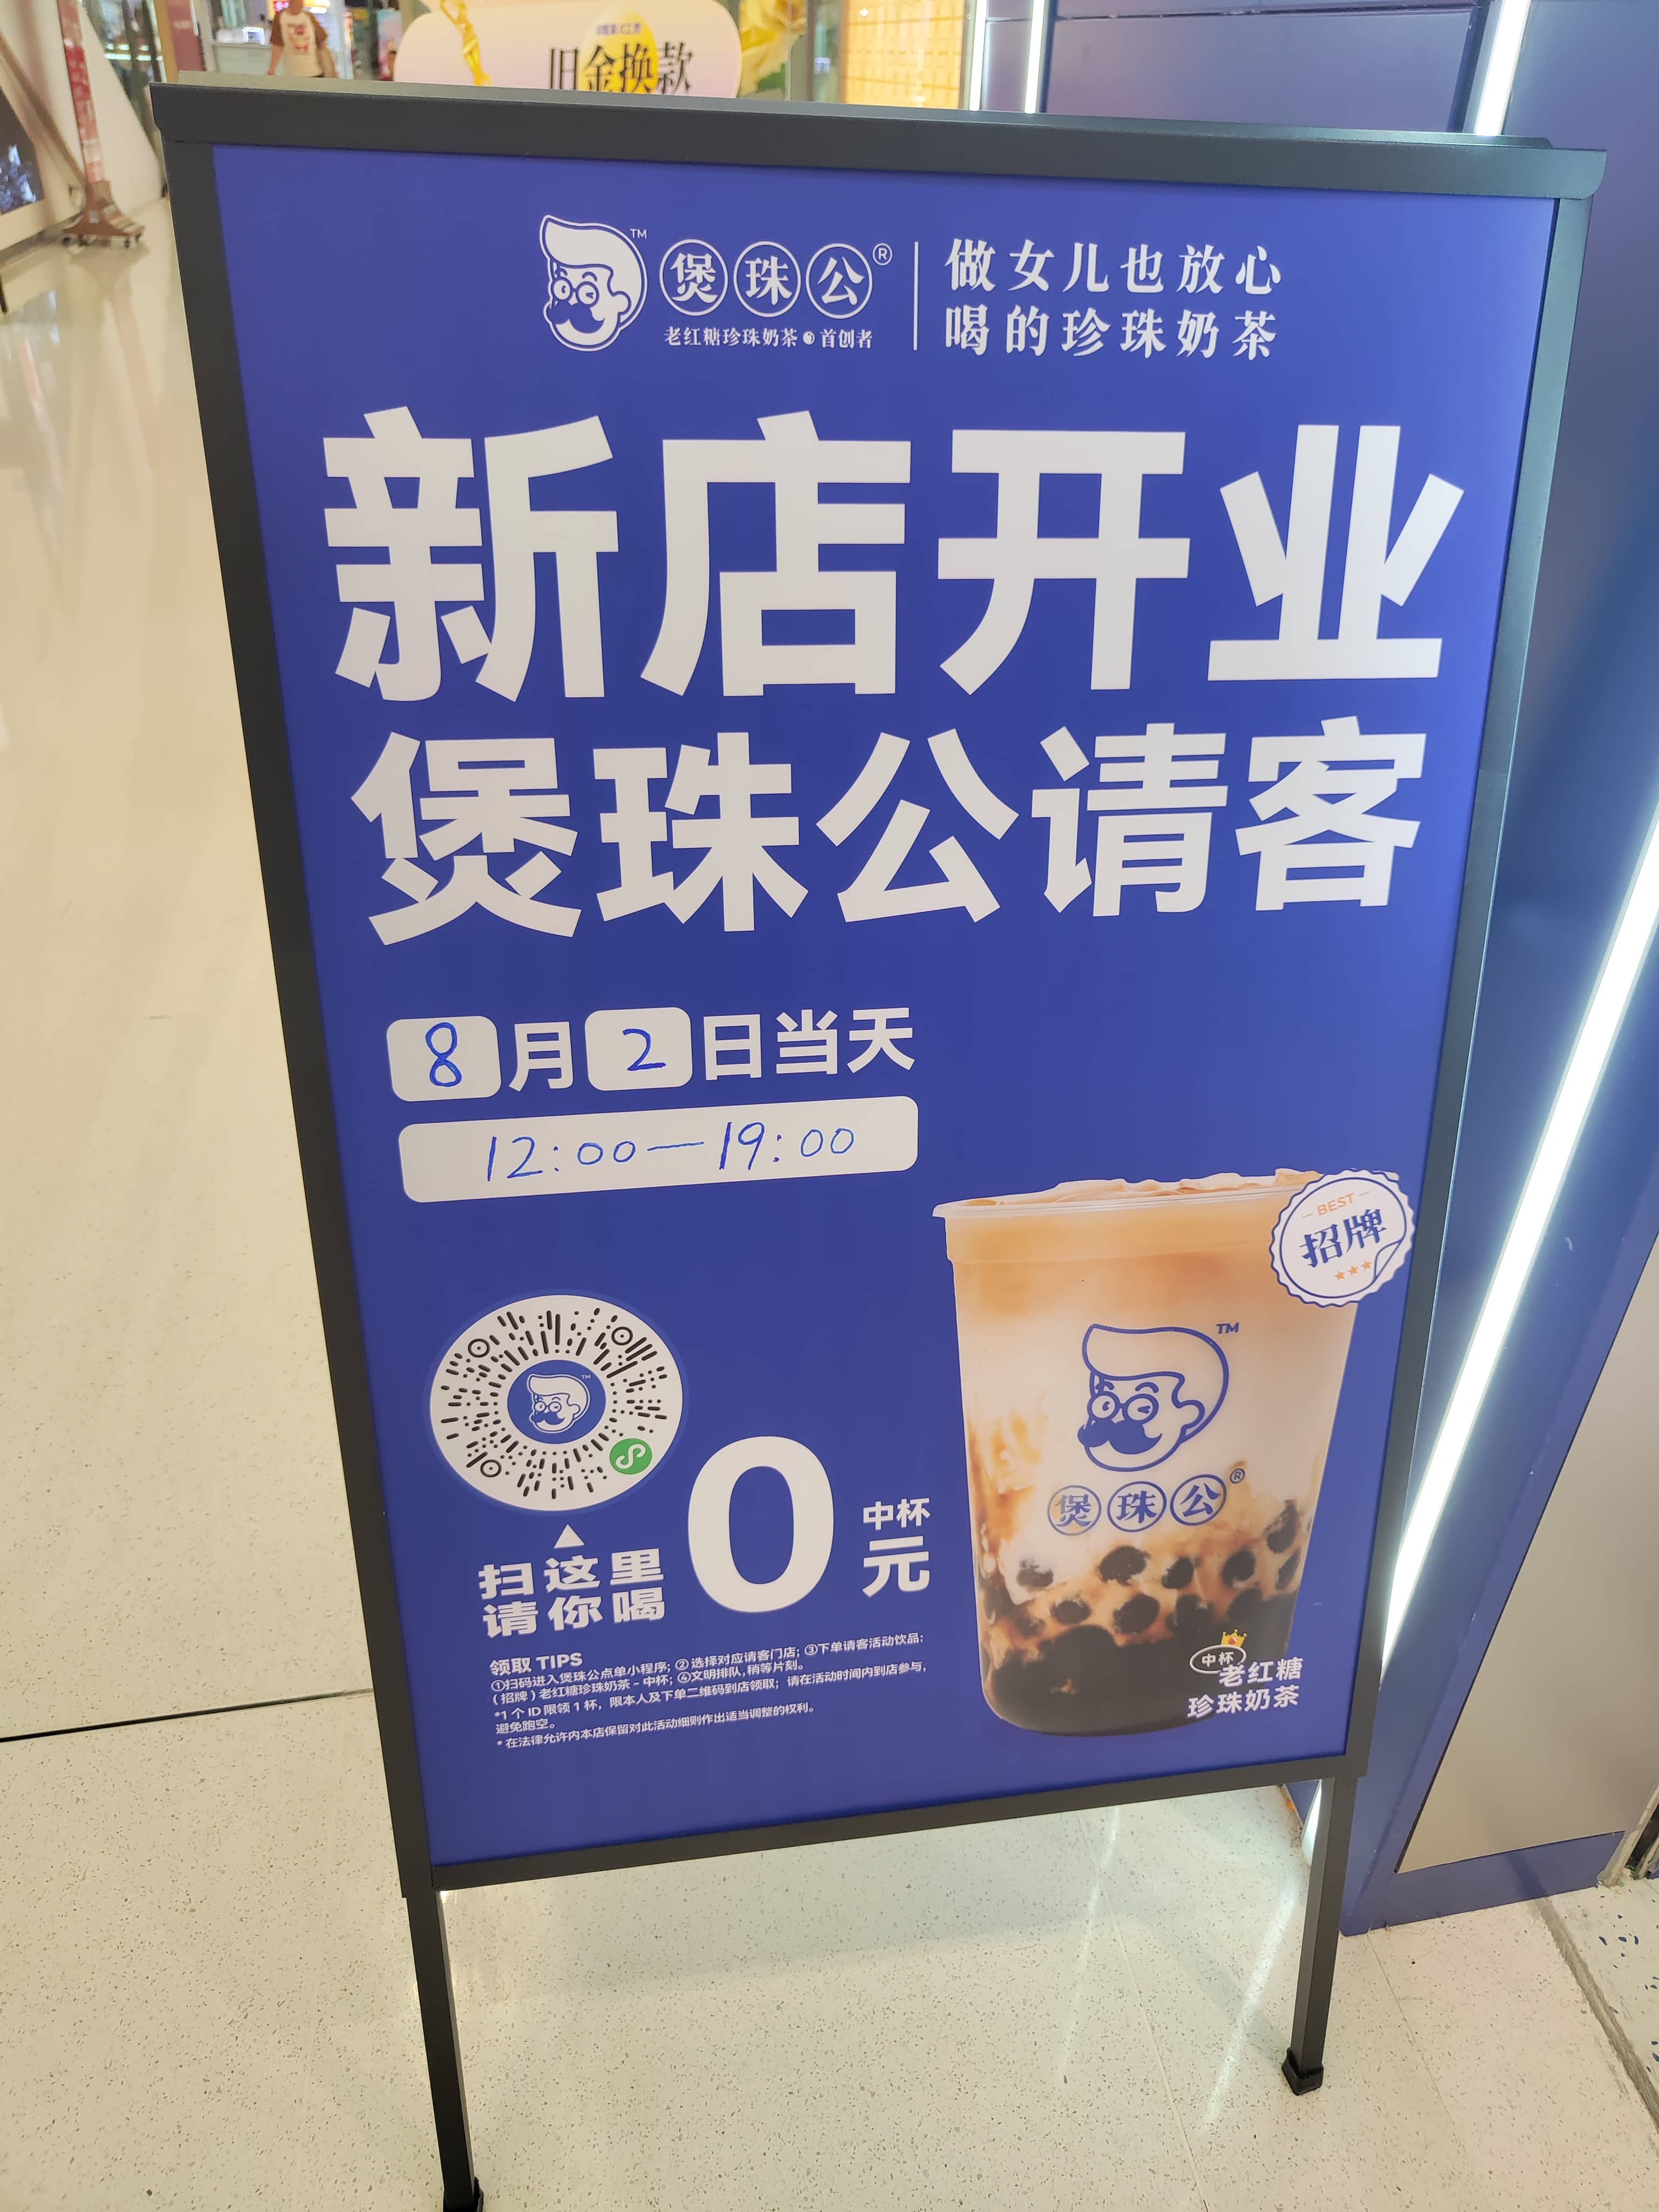 旧金换款
TM
煲珠公®
老红糖珍珠奶茶 首创者
做女儿也放心
喝的珍珠奶茶
新店开业
煲珠公请客
8月2日当天
12:00—19:00
BEST
招牌
TM
煲珠公®
TM
扫这里
请你喝
0
中杯
元
中杯
老红糖
珍珠奶茶
领取 TIPS
①扫码进入煲珠公点单小程序; ②选择对应请客门店; ③下单请客活动饮品:
(招牌) 老红糖珍珠奶茶 - 中杯; ④文明排队,稍等片刻。
*1 个 ID 限领 1 杯, 限本人及下单二维码到店领取; 请在活动时间内到店参与,
避免跑空。
* 在法律允许内本店保留对此活动细则作出适当调整的权利。